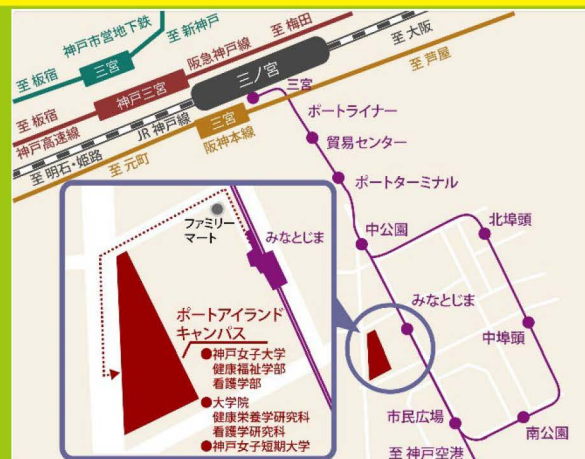 神戸市営地下鉄
至 新神戸
至 板宿
三宮
阪急神戸線
至 梅田
至 板宿
神戸三宮
三ノ宮
至 大阪
神戸高速線
JR 神戸線
至 明石・姫路
至 元町
三宮
阪神本線
至 芦屋
三宮
ポートライナー
貿易センター
ポートターミナル
中公園
北埠頭
みなとじま
中埠頭
市民広場
南公園
至 神戸空港
ファミリー
マート
みなとじま
ポートアイランド
キャンパス
●神戸女子大学
健康福祉学部
看護学部
●大学院
健康栄養学研究科
看護学研究科
●神戸女子短期大学